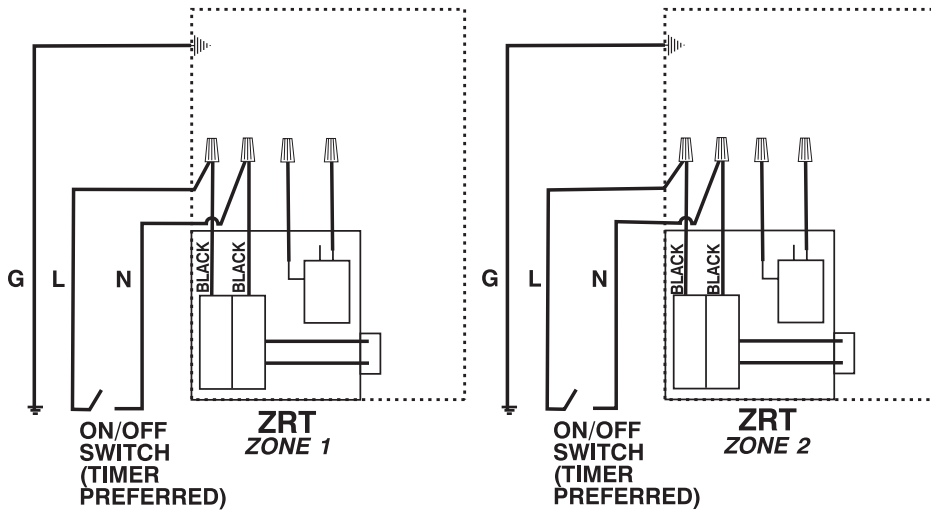 BLACK
BLACK
G
L
N
ZRT
ZONE 1
ON/OFF
SWITCH
(TIMER
PREFERRED)
BLACK
BLACK
G
L
N
ZRT
ZONE 2
ON/OFF
SWITCH
(TIMER
PREFERRED)